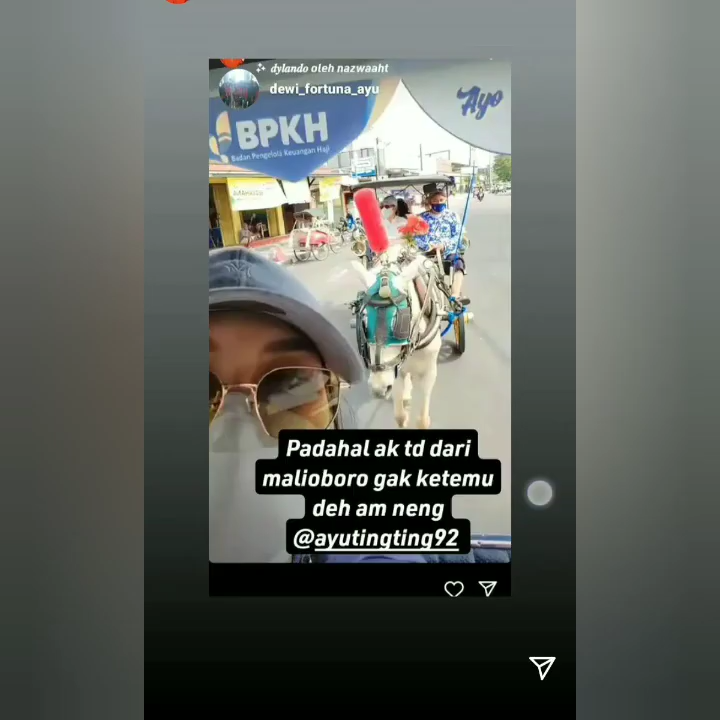 dylando oleh nazwaaht
dewi_fortuna_ayu
Ayo
BPKH
Badan Pengelola Keuangan Haji
Padahal ak td dari
malioboro gak ketemu
deh am neng
@ayutingting92